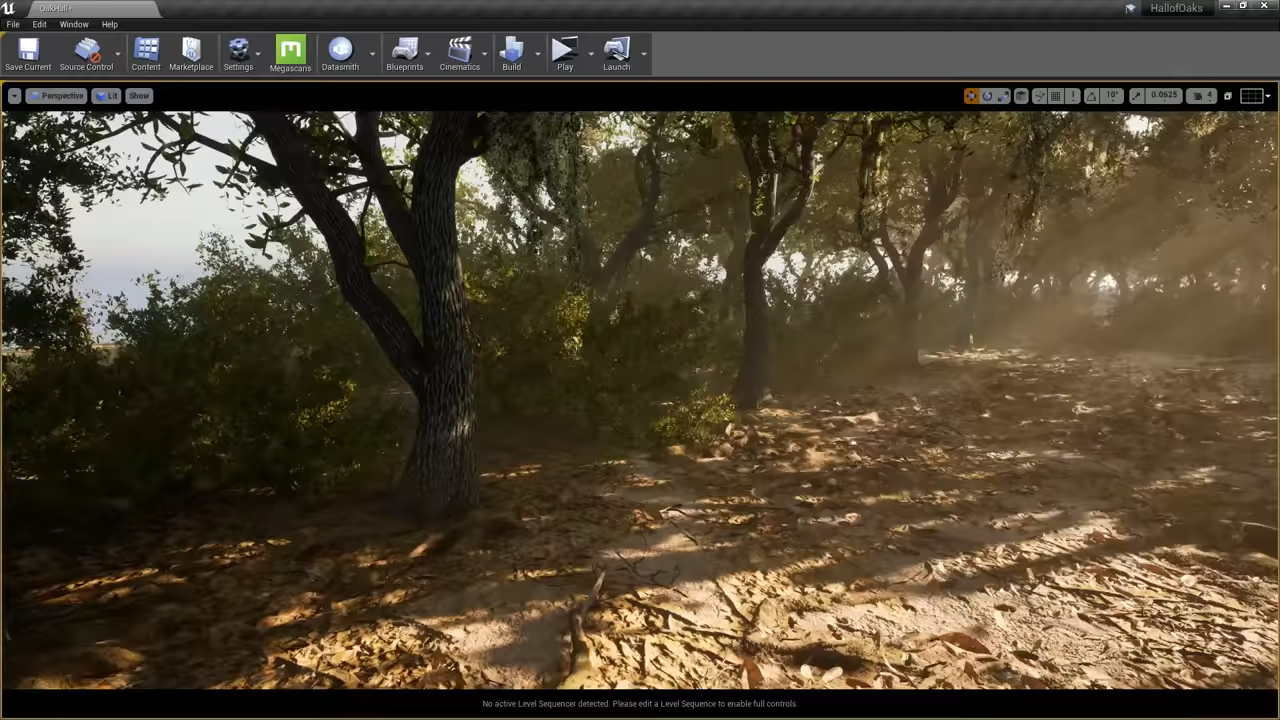 OakHall*
HallofOaks
File Edit Window Help
Save Current Source Control Content Marketplace Settings Megascans Datasmith Blueprints Cinematics Build Play Launch
Perspective Lit Show 10° 0.0625 4
No active Level Sequencer detected. Please edit a Level Sequence to enable full controls.